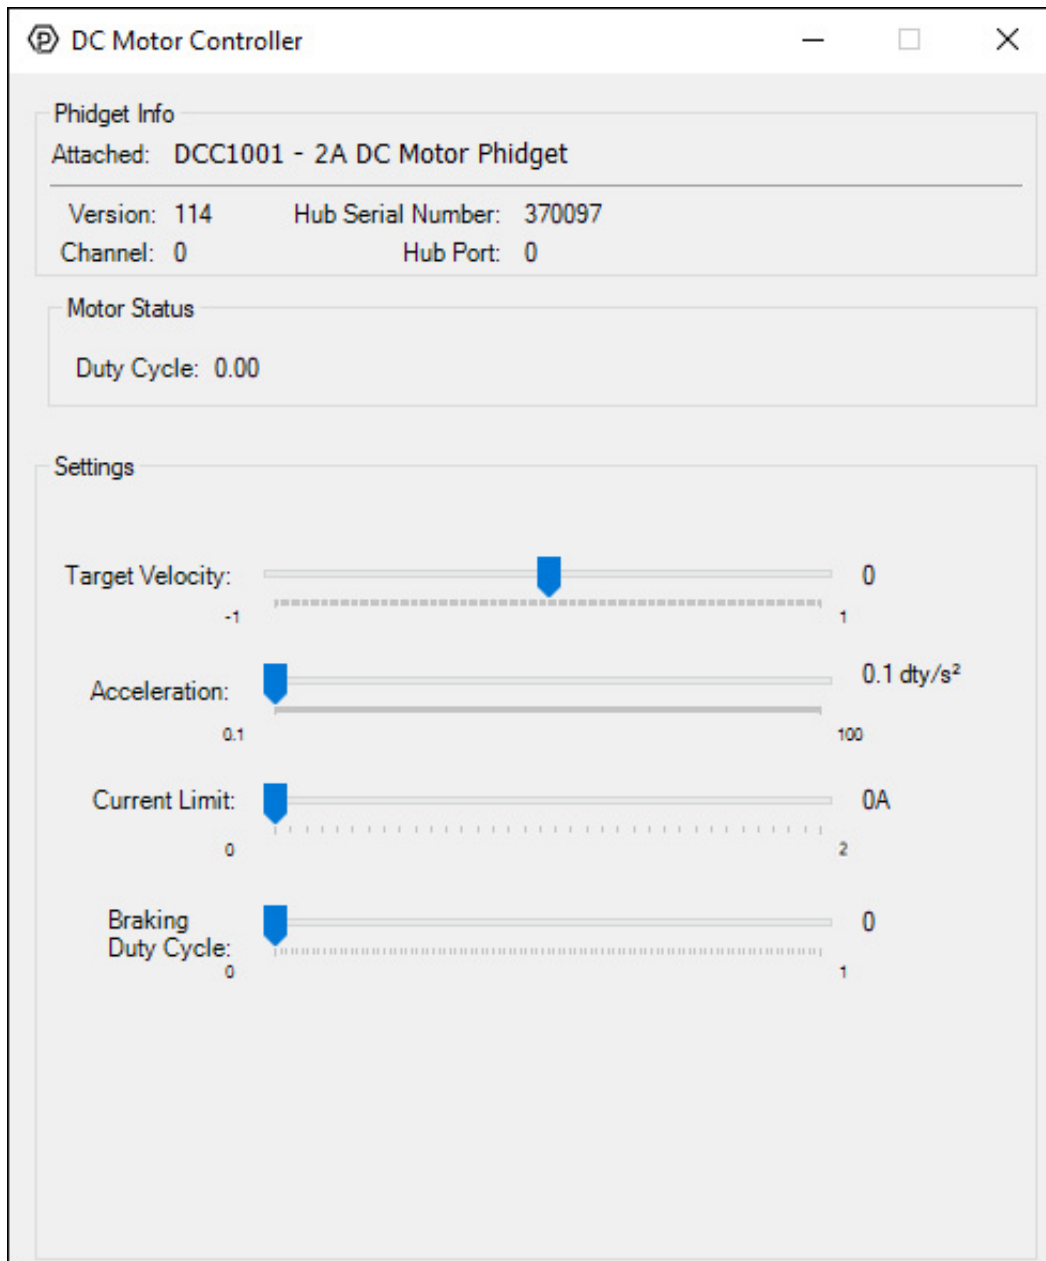 DC Motor Controller
Phidget Info
Attached: DCC1001 - 2A DC Motor Phidget
Version: 114 Hub Serial Number: 370097
Channel: 0 Hub Port: 0
Motor Status
Duty Cycle: 0.00
Settings
Target Velocity: 0
-1 1
Acceleration: 0.1 dty/s²
0.1 100
Current Limit: 0A
0 2
Braking 0
Duty Cycle:
0 1